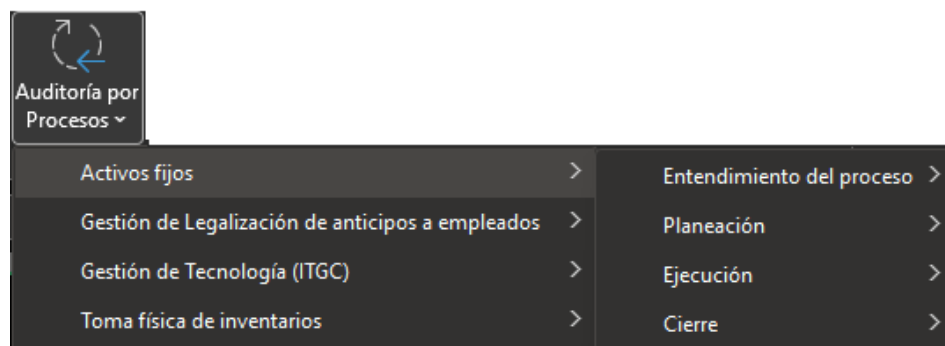 Auditoría por
Procesos
Activos fijos
Gestión de Legalización de anticipos a empleados
Gestión de Tecnología (ITGC)
Toma física de inventarios
Entendimiento del proceso
Planeación
Ejecución
Cierre